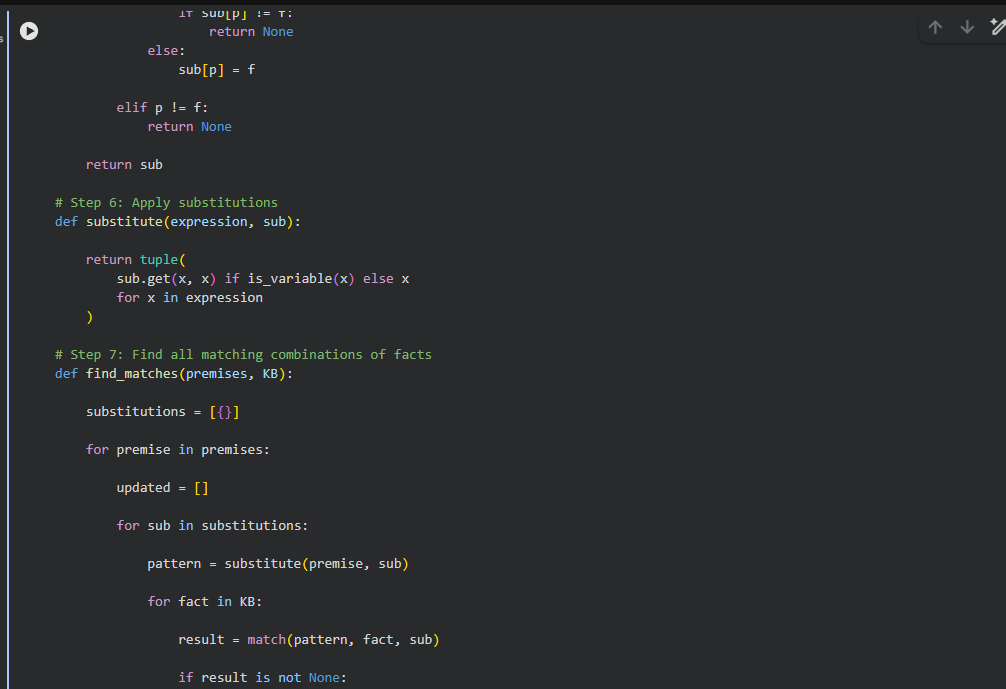 if sub[p] != f:
return None
else:
sub[p] = f
elif p != f:
return None
return sub
# Step 6: Apply substitutions
def substitute(expression, sub):
return tuple(
sub.get(x, x) if is_variable(x) else x
for x in expression
)
# Step 7: Find all matching combinations of facts
def find_matches(premises, KB):
substitutions = [{}]
for premise in premises:
updated = []
for sub in substitutions:
pattern = substitute(premise, sub)
for fact in KB:
result = match(pattern, fact, sub)
if result is not None: